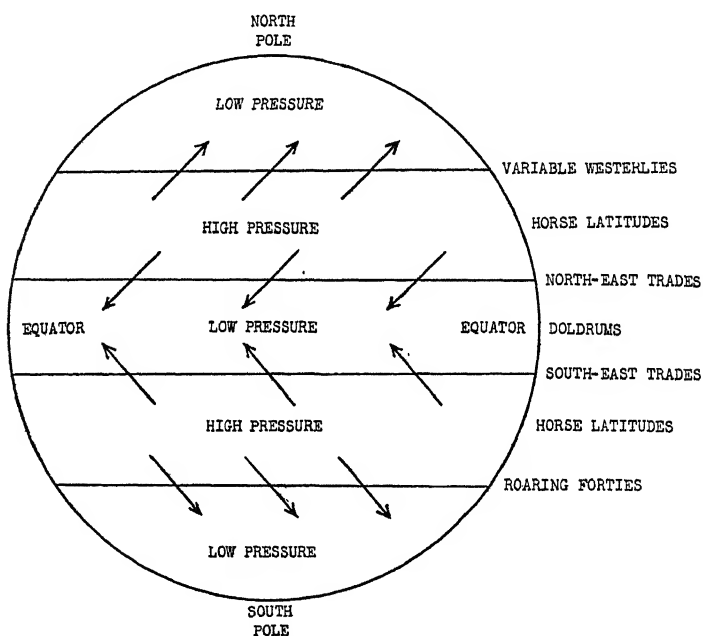 NORTH
POLE
LOW PRESSURE
VARIABLE WESTERLIES
HIGH PRESSURE
HORSE LATITUDES
NORTH-EAST TRADES
EQUATOR LOW PRESSURE EQUATOR DOLDRUMS
SOUTH-EAST TRADES
HIGH PRESSURE
HORSE LATITUDES
ROARING FORTIES
LOW PRESSURE
SOUTH
POLE